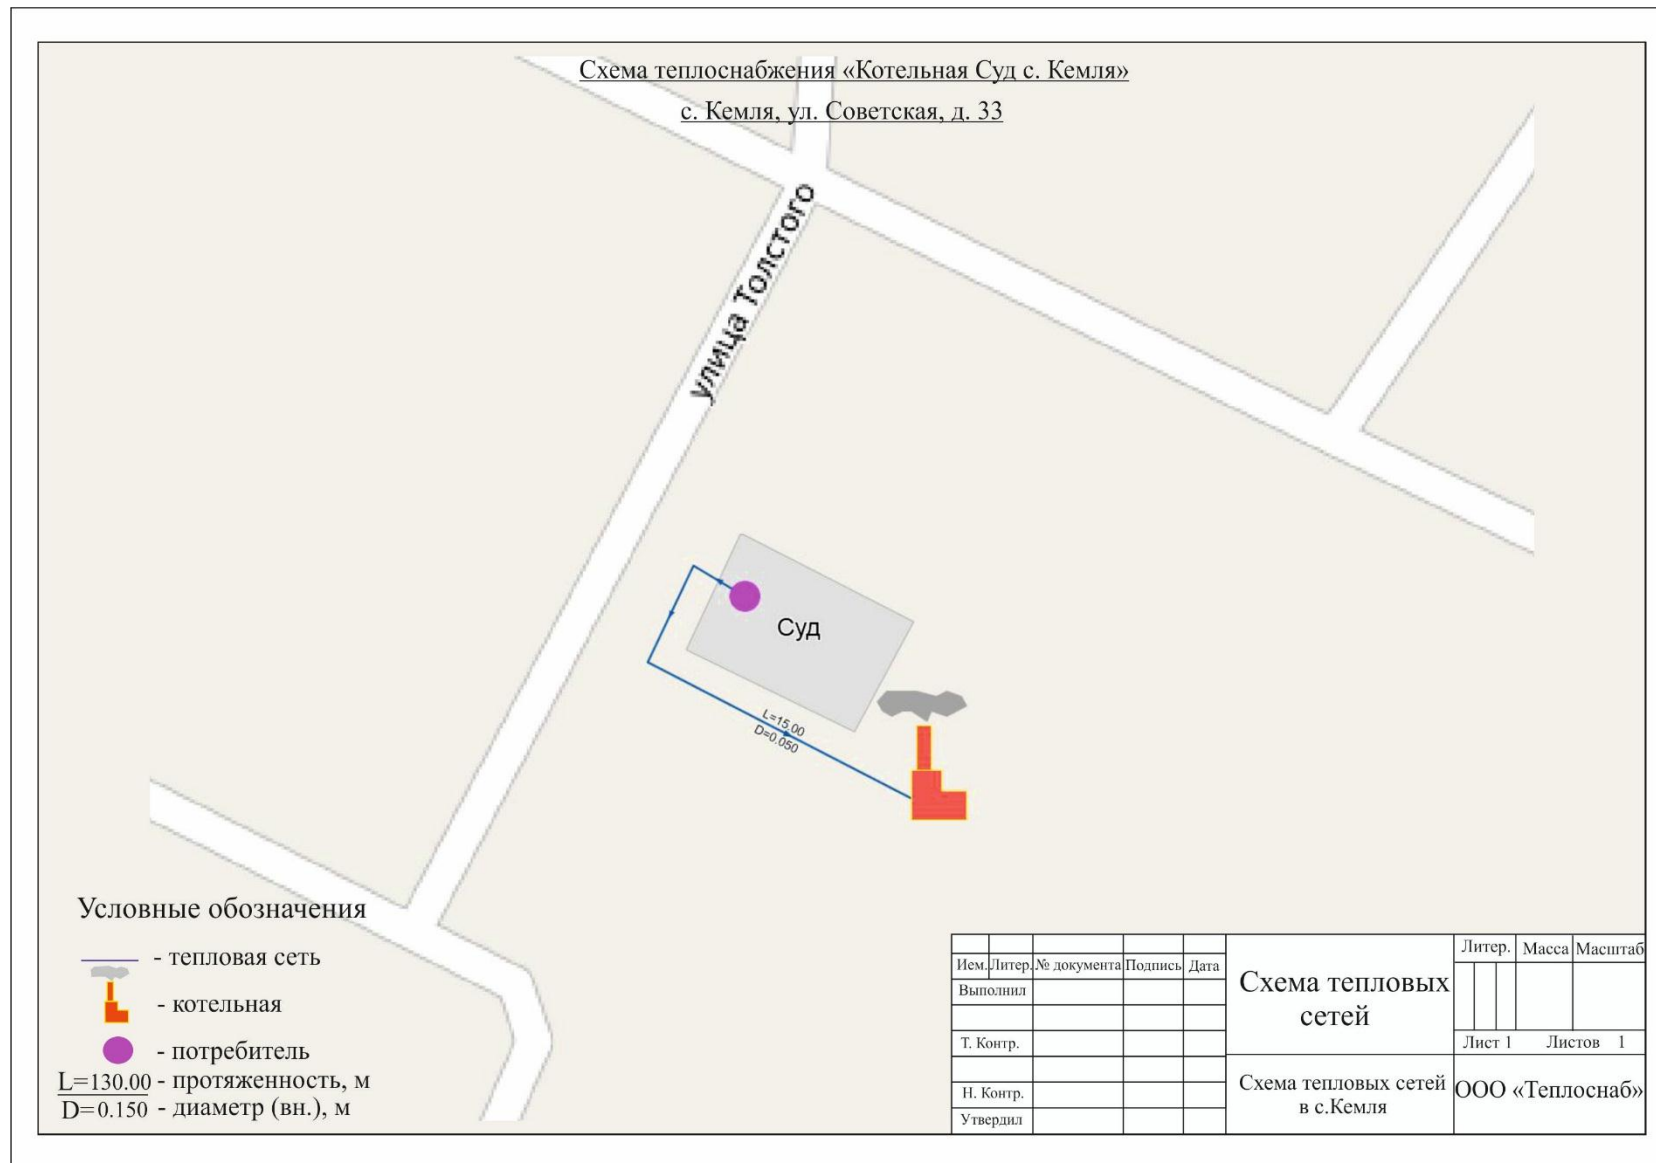 Схема теплоснабжения «Котельная Суд с. Кемля»
с. Кемля, ул. Советская, д. 33
улица Толстого
Суд
L=15.00
D=0.050
Условные обозначения
- тепловая сеть
- котельная
- потребитель
L=130.00 - протяженность, м
D=0.150 - диаметр (вн.), м
Ием. Литер. № документа Подпись Дата
Выполнил
Т. Контр.
Н. Контр.
Утвердил
Схема тепловых
сетей
Схема тепловых сетей
в с.Кемля
Литер. Масса Масштаб
Лист 1 Листов 1
ООО «Теплоснаб»